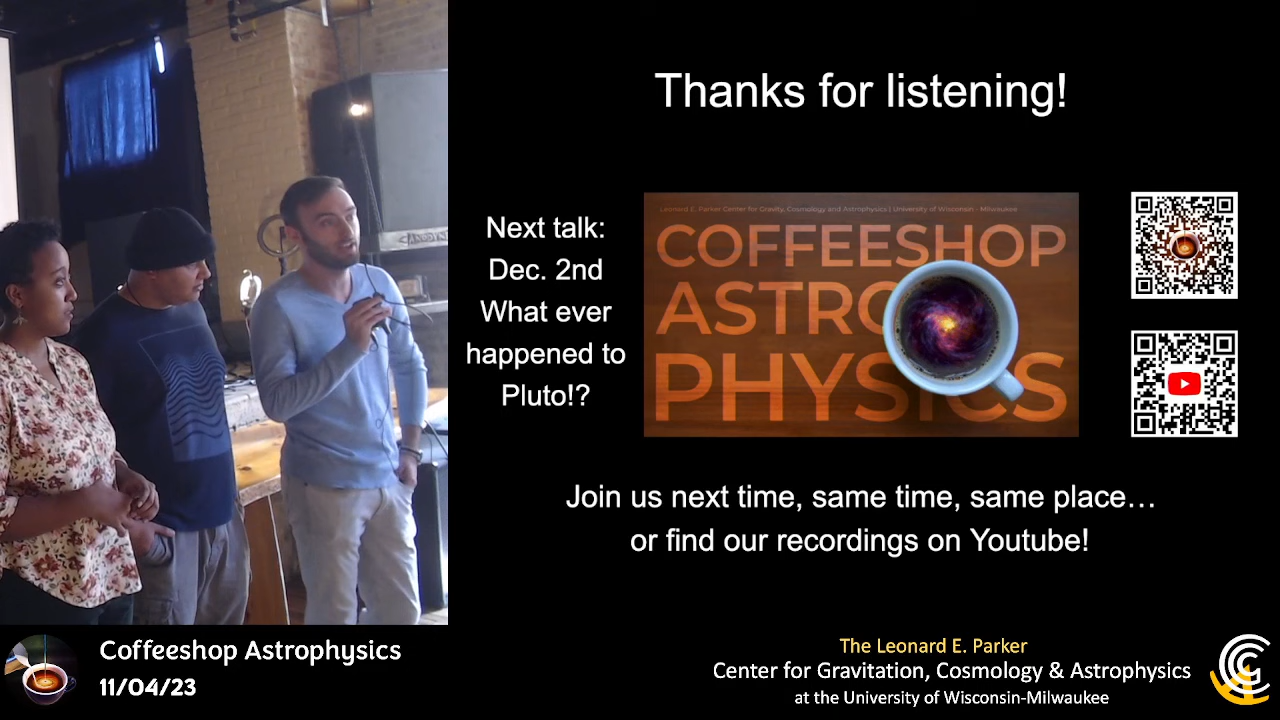 Thanks for listening!
Next talk:
Dec. 2nd
What ever
happened to
Pluto!?
Leonard E. Parker Center for Gravity, Cosmology and Astrophysics | University of Wisconsin - Milwaukee
COFFEESHOP
ASTRO
PHYSICS
Join us next time, same time, same place…
or find our recordings on Youtube!
Coffeeshop Astrophysics
11/04/23
The Leonard E. Parker
Center for Gravitation, Cosmology & Astrophysics
at the University of Wisconsin-Milwaukee